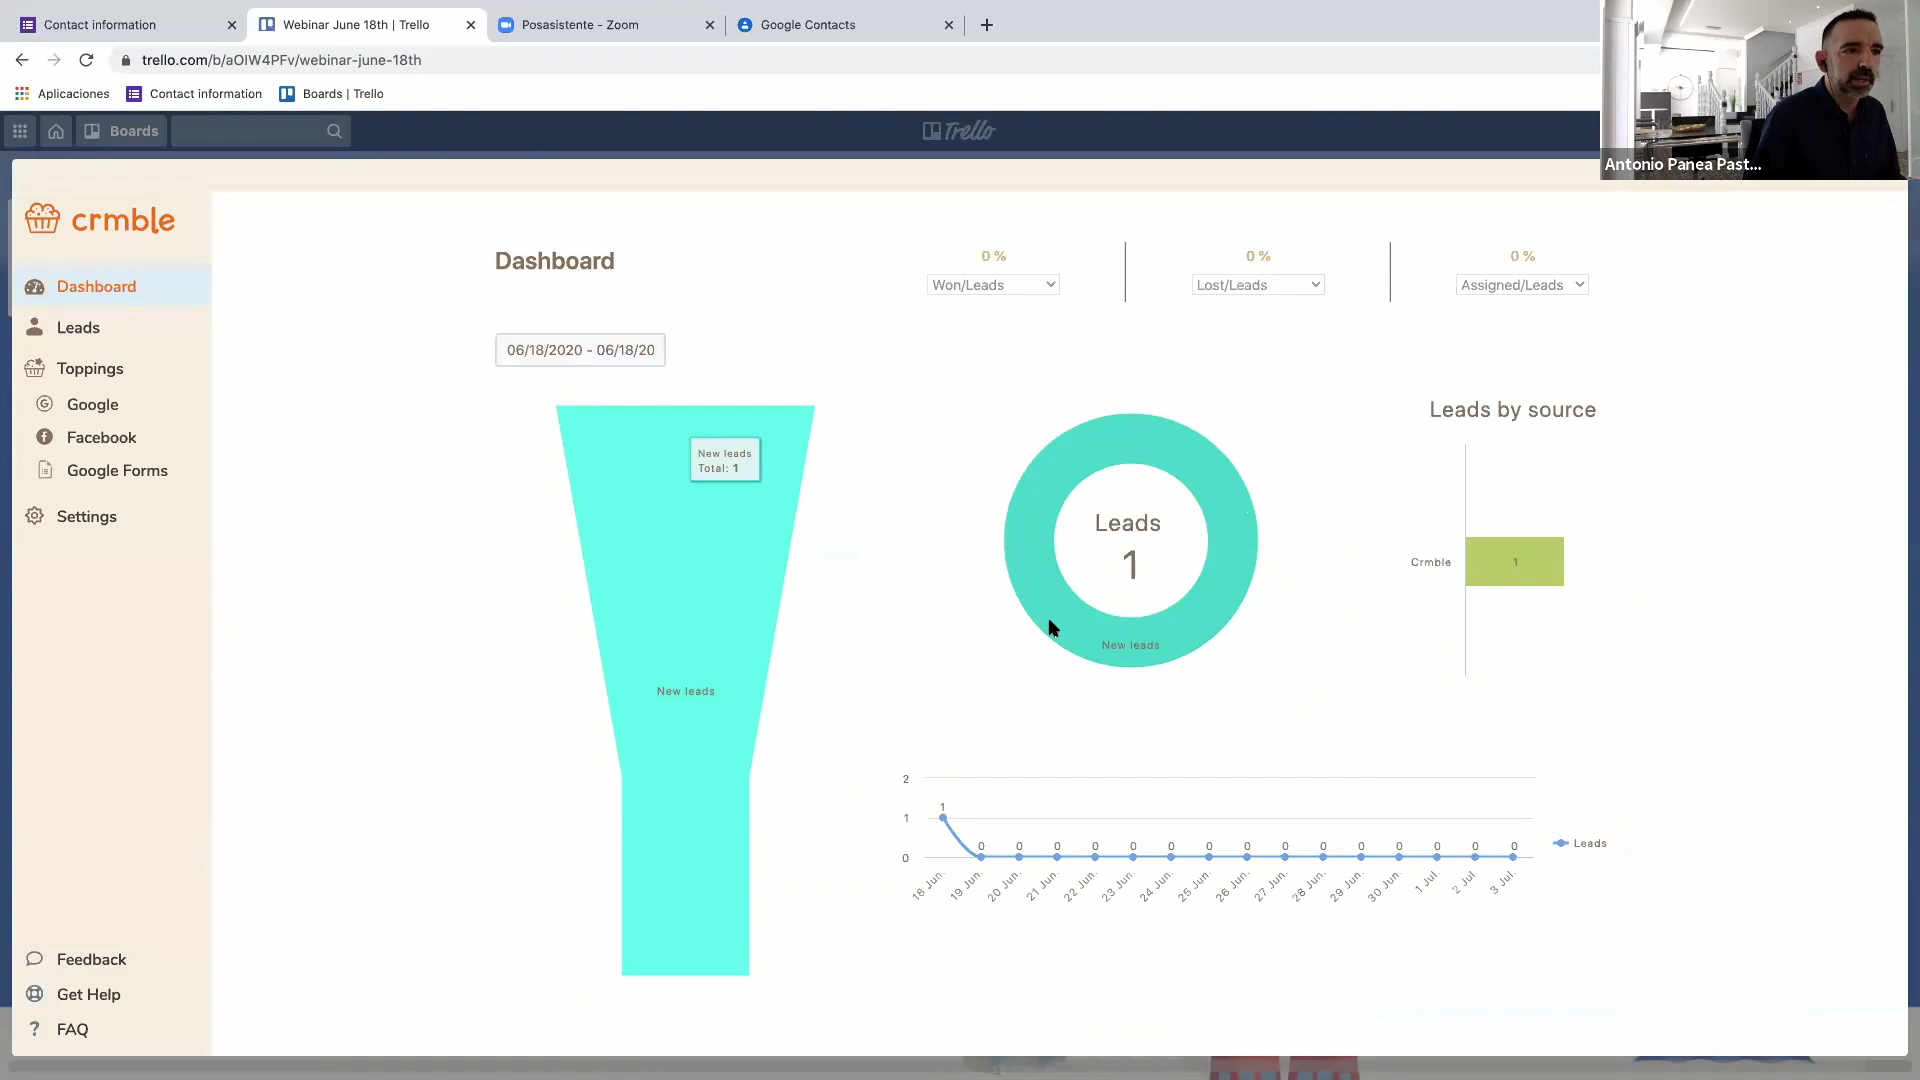 Contact information
Webinar June 18th | Trello
Posasistente - Zoom
Google Contacts
trello.com/b/aOIW4PFv/webinar-june-18th
Aplicaciones
Contact information
Boards | Trello
Boards
Trello
Antonio Panea Past...
crmble
Dashboard
Leads
Toppings
Google
Facebook
Google Forms
Settings
Feedback
Get Help
? FAQ
Dashboard
0 %
Won/Leads
0 %
Lost/Leads
0 %
Assigned/Leads
06/18/2020 - 06/18/20
New leads
Total: 1
New leads
Leads
1
New leads
Leads by source
Crmble
1
2
1
0
1
0 0 0 0 0 0 0 0 0 0 0 0 0 0 0
18 Jun. 19 Jun. 20 Jun. 21 Jun. 22 Jun. 23 Jun. 24 Jun. 25 Jun. 26 Jun. 27 Jun. 28 Jun. 29 Jun. 30 Jun. 1 Jul. 2 Jul. 3 Jul.
Leads